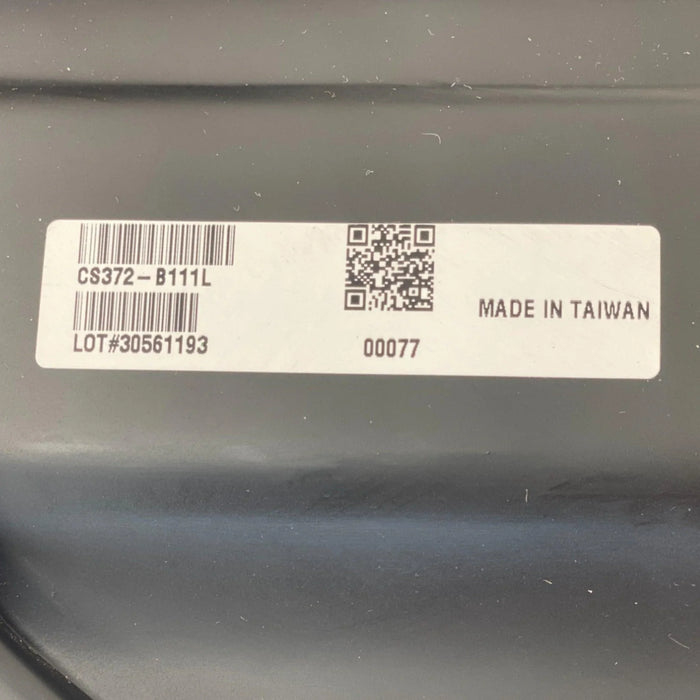 CS372-B111L
LOT#30561193
00077
MADE IN TAIWAN